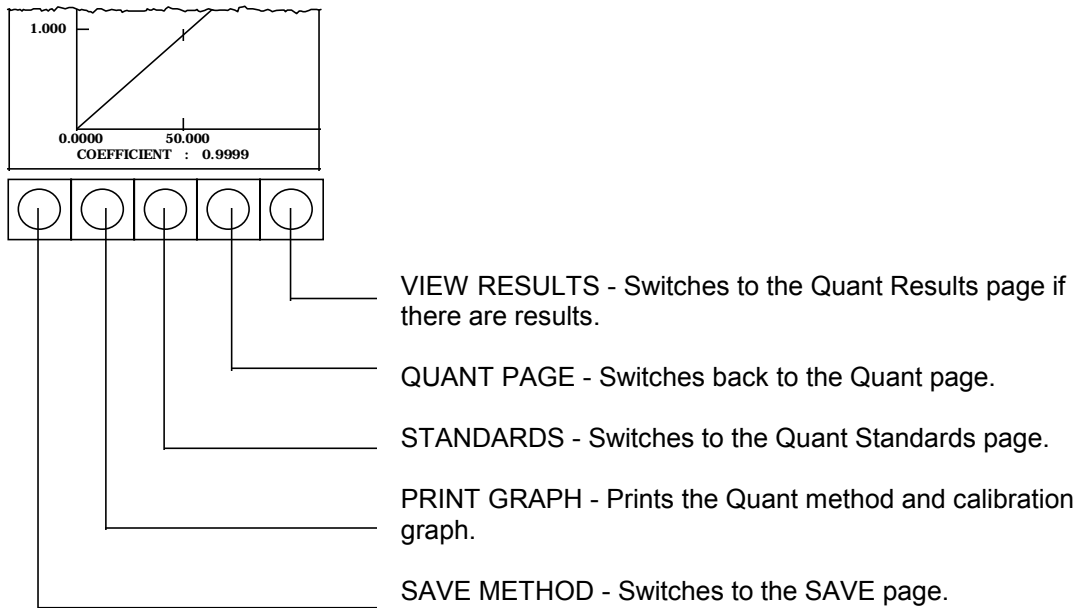 1.000
0.0000 50.000
COEFFICIENT : 0.9999
VIEW RESULTS - Switches to the Quant Results page if
there are results.
QUANT PAGE - Switches back to the Quant page.
STANDARDS - Switches to the Quant Standards page.
PRINT GRAPH - Prints the Quant method and calibration
graph.
SAVE METHOD - Switches to the SAVE page.